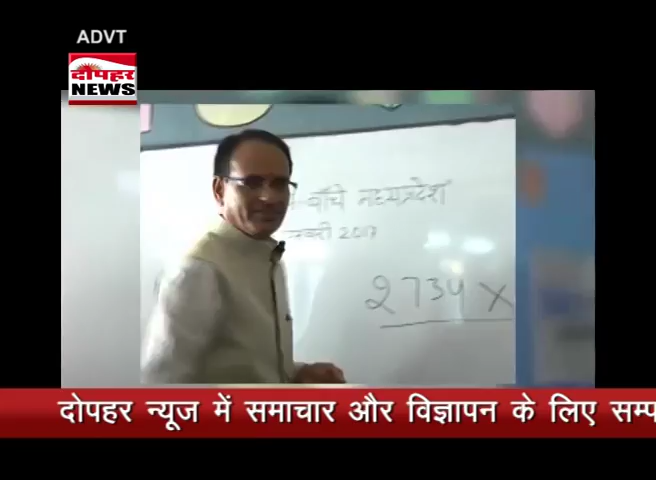 ADVT
दोपहर
NEWS
बाँचे मध्यप्रदेश
2017
2734 X
दोपहर न्यूज में समाचार और विज्ञापन के लिए सम्प